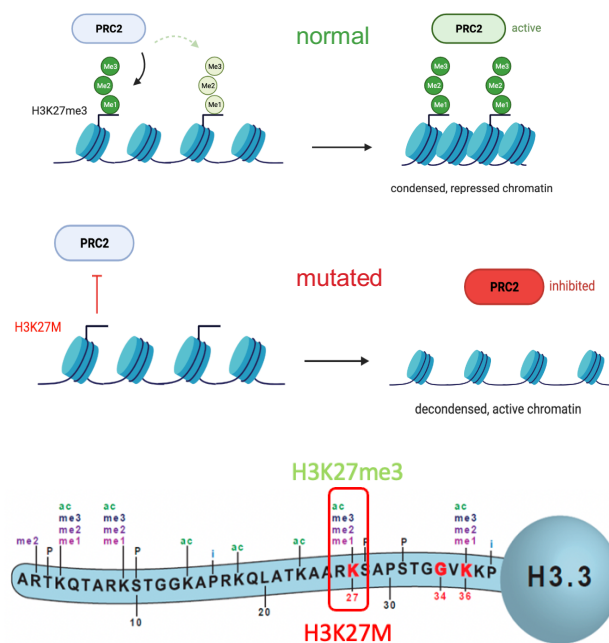 PRC2
normal
PRC2 active
Me3 Me3 Me3 Me3
Me2 Me2 Me2 Me2
Me1 Me1 Me1 Me1
H3K27me3
condensed, repressed chromatin
PRC2
mutated
PRC2 inhibited
H3K27M
decondensed, active chromatin
H3K27me3
ac ac ac ac
me3 me3 me3 me3
me2 me2 me2 me2
me2 P me1 me1 P ac i ac ac me1 P P me1 i
ARTKQTARKSTGGKAPRKQLATKAARKSAPSTGGVKKP H3.3
10 20 27 30 34 36
H3K27M